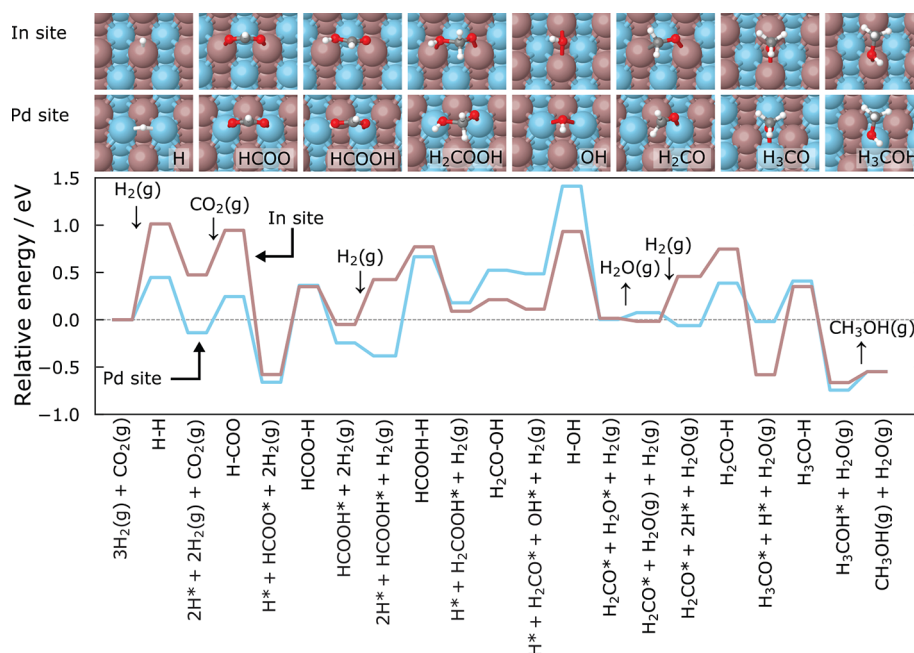 In site
Pd site
H
HCOO
HCOOH
H₂COOH
OH
H₂CO
H₃CO
H₃COH
Relative energy / eV
1.5
1.0
0.5
0.0
−0.5
−1.0
H₂(g)
CO₂(g)
In site
Pd site
H₂(g)
H₂O(g)
H₂(g)
CH₃OH(g)
3H₂(g) + CO₂(g)
H-H
2H* + 2H₂(g) + CO₂(g)
H-COO
H* + HCOO* + 2H₂(g)
HCOO-H
HCOOH* + 2H₂(g)
2H* + HCOOH* + H₂(g)
HCOOH-H
H* + H₂COOH* + H₂(g)
H₂CO-OH
H* + H₂CO* + OH* + H₂(g)
H-OH
H₂CO* + H₂O* + H₂(g)
H₂CO* + H₂O(g) + H₂(g)
H₂CO* + 2H* + H₂O(g)
H₂CO-H
H₃CO* + H* + H₂O(g)
H₃CO-H
H₃COH* + H₂O(g)
CH₃OH(g) + H₂O(g)